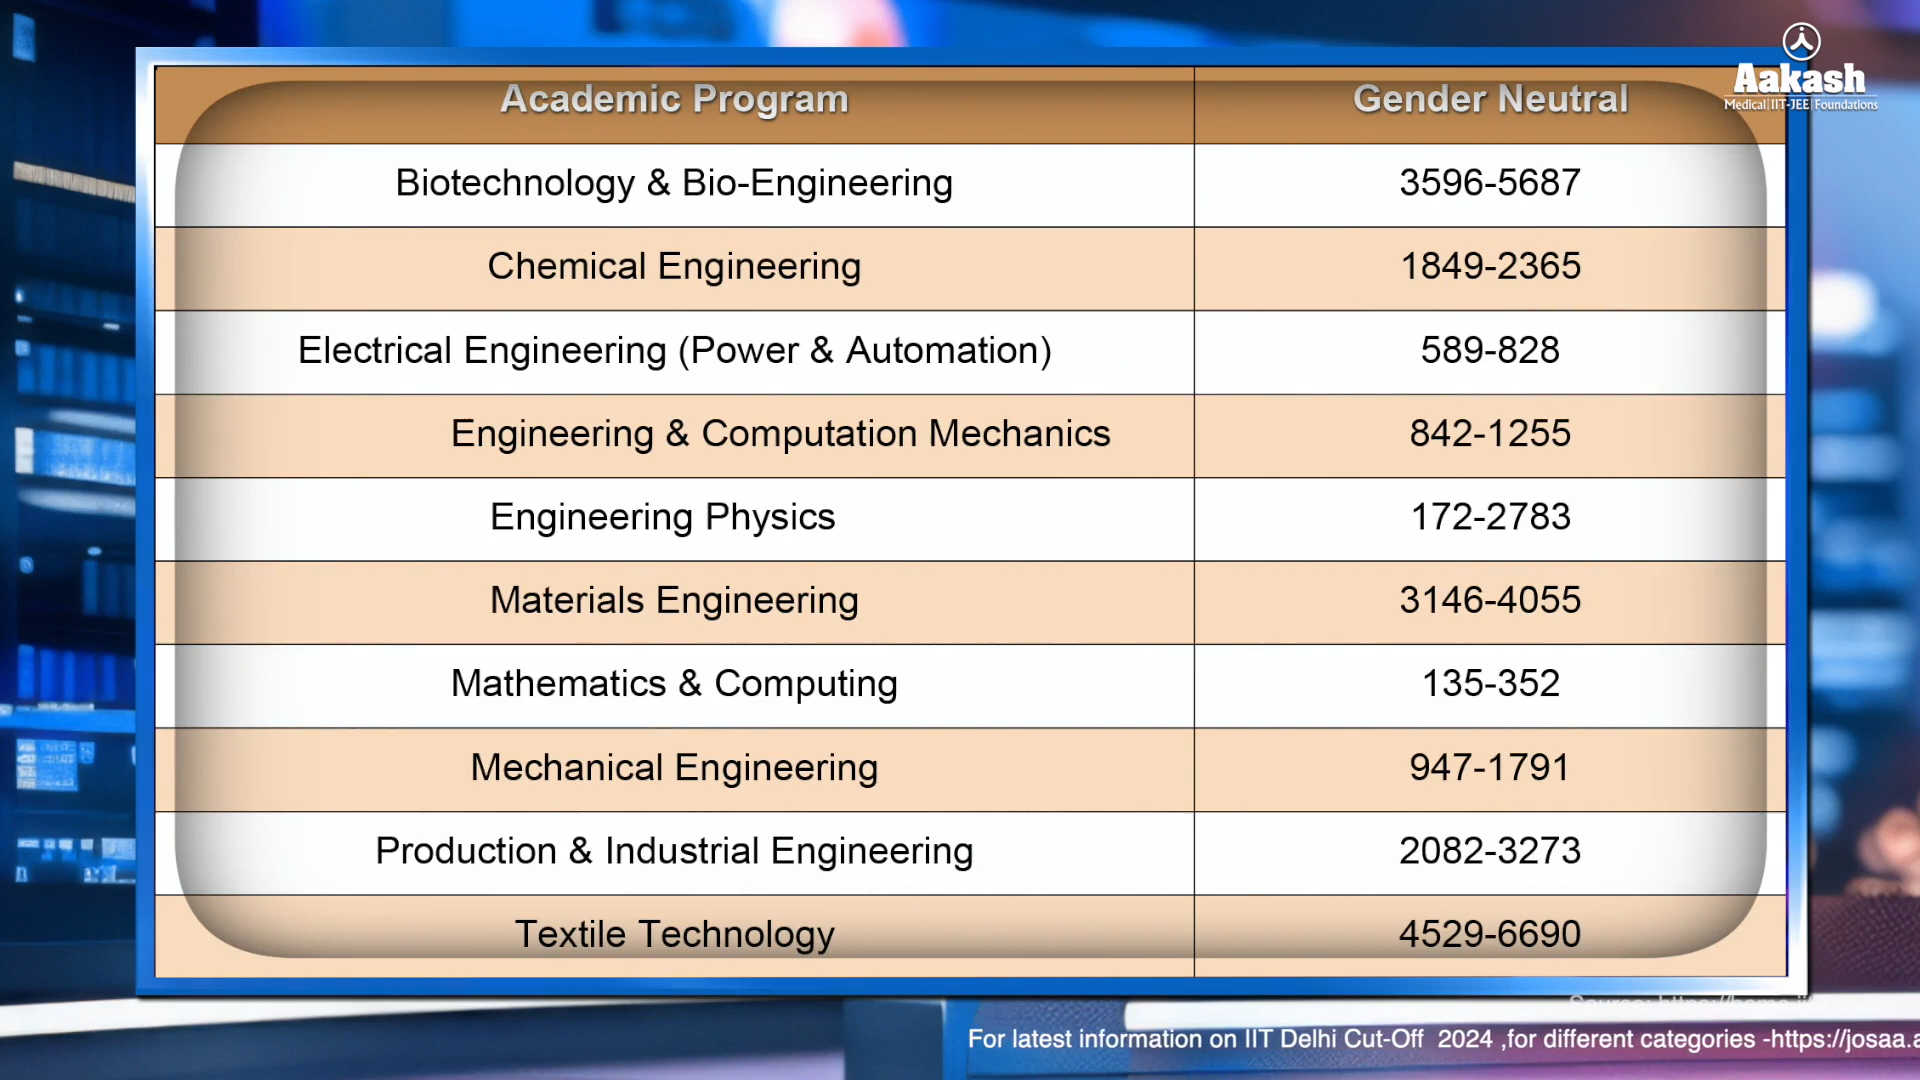 Aakash
Medical|IIT-JEE|Foundations
Academic Program Gender Neutral
Biotechnology & Bio-Engineering 3596-5687
Chemical Engineering 1849-2365
Electrical Engineering (Power & Automation) 589-828
Engineering & Computation Mechanics 842-1255
Engineering Physics 172-2783
Materials Engineering 3146-4055
Mathematics & Computing 135-352
Mechanical Engineering 947-1791
Production & Industrial Engineering 2082-3273
Textile Technology 4529-6690
For latest information on IIT Delhi Cut-Off 2024 ,for different categories -https://josaa.a